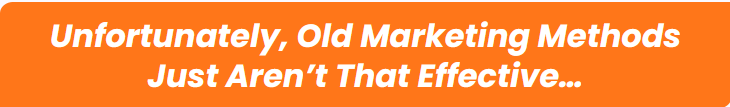 Unfortunately, Old Marketing Methods
Just Aren’t That Effective...